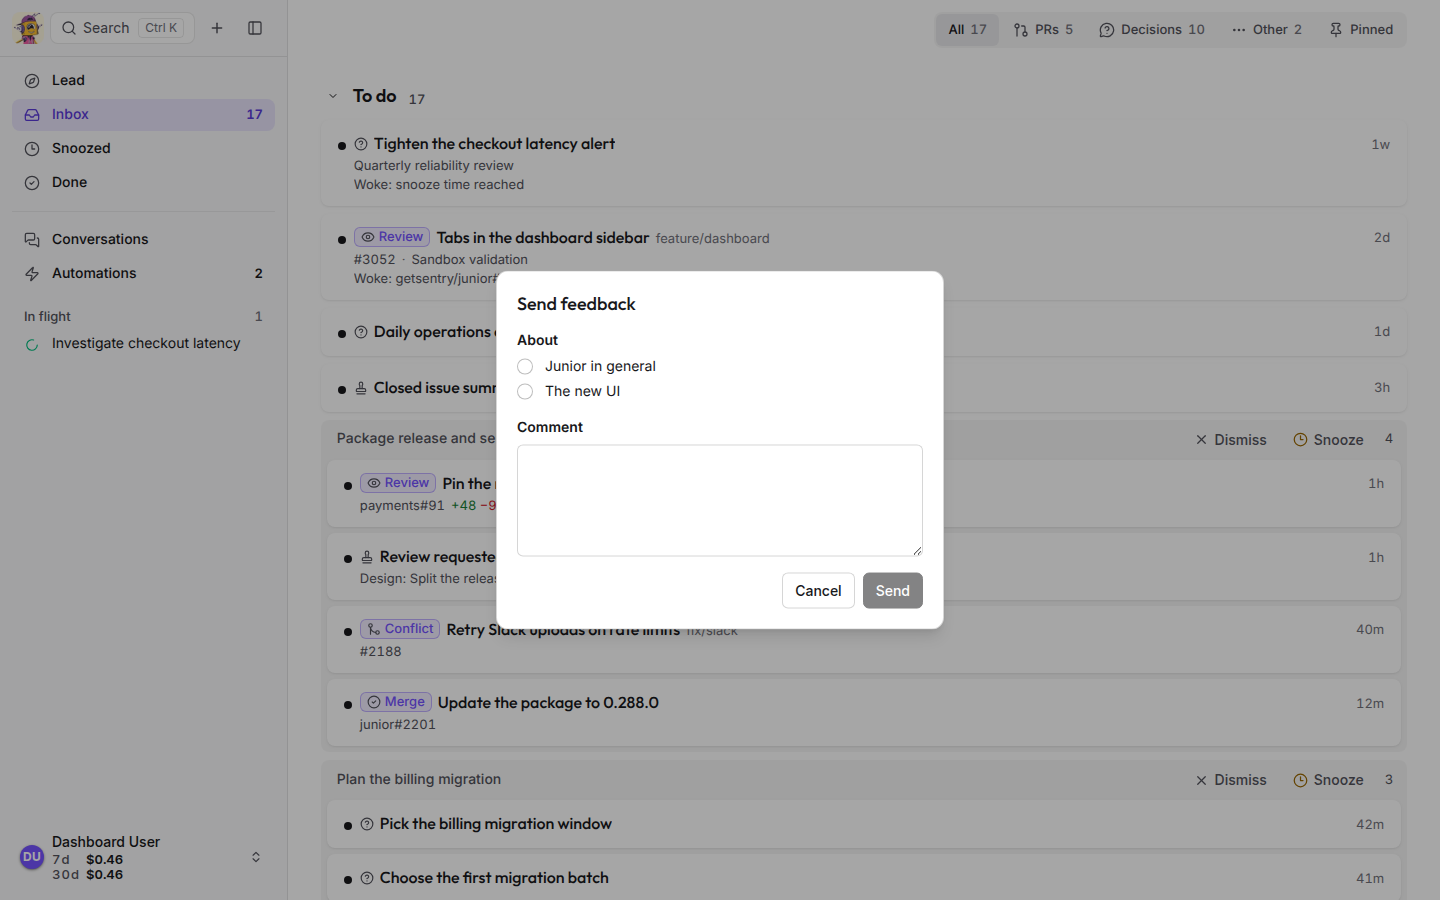 Search Ctrl K
Lead
Inbox 17
Snoozed
Done
Conversations
Automations 2
In flight 1
Investigate checkout latency
DU
Dashboard User
7d $0.46
30d $0.46
All 17 PRs 5 Decisions 10 Other 2 Pinned
To do 17
Tighten the checkout latency alert 1w
Quarterly reliability review
Woke: snooze time reached
Review Tabs in the dashboard sidebar feature/dashboard 2d
#3052 · Sandbox validation
Woke: getsentry/junior#
Daily operations 1d
Closed issue sum 3h
Package release and se Dismiss Snooze 4
Review Pin the 1h
payments#91 +48 −9
Review requeste 1h
Design: Split the relea
Conflict Retry Slack uploads on rate limits fix/slack 40m
#2188
Merge Update the package to 0.288.0 12m
junior#2201
Plan the billing migration Dismiss Snooze 3
Pick the billing migration window 42m
Choose the first migration batch 41m
Send feedback
About
Junior in general
The new UI
Comment
Cancel Send